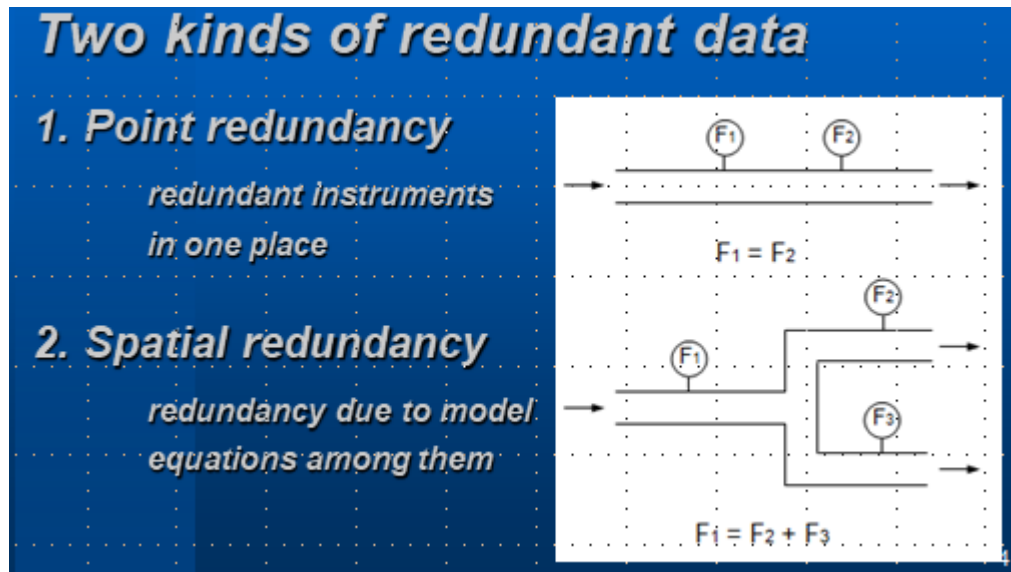 Two kinds of redundant data
1. Point redundancy
redundant instruments
in one place
F1 F2
F1 = F2
2. Spatial redundancy
redundancy due to model
equations among them
F2
F1
F3
F1 = F2 + F3
4